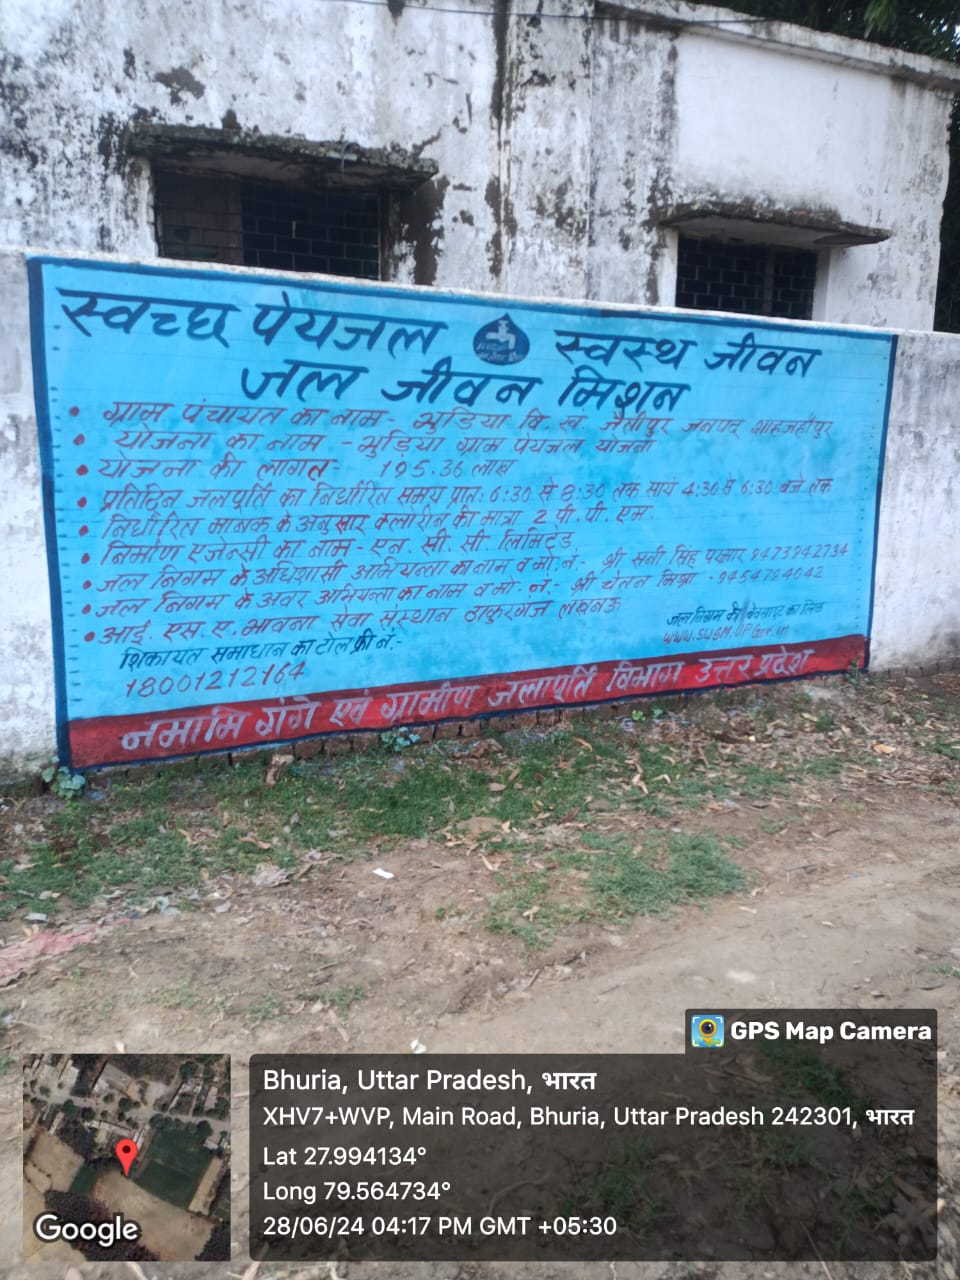 स्वच्छ पेयजल स्वस्थ जीवन
जल जीवन मिशन
• ग्राम पंचायत का नाम - भुड़िया वि. खं. जैतीपुर जनपद शाहजहाँपुर
• योजना का नाम - भुड़िया ग्राम पेयजल योजना
• योजना की लागत - 195.36 लाख
• प्रतिदिन जलपूर्ति का निर्धारित समय प्रात: 6:30 से 8:30 तक सायं 4:30 से 6:30 बजे तक
• निर्धारित मानक के अनुसार क्लोरीन की मात्रा 2 पी. पी. एम.
• निर्माण एजेन्सी का नाम - एन. सी. सी. लिमिटेड
• जल निगम के अधिशासी अभियन्ता का नाम व मो. नं. - श्री सनी सिंह परमार 9473942734
• जल निगम के अवर अभियन्ता का नाम व मो. नं. - श्री चेतन मिश्रा - 9454794042
• आई. एस. ए. भावना सेवा संस्थान ठाकुरगंज लखनऊ
जल निगम की वेबसाइट का लिंक
www.swsm.up.gov.in
शिकायत समाधान का टोल फ्री नं. -
18001212164
नमामि गंगे एवं ग्रामीण जलापूर्ति विभाग उत्तर प्रदेश
GPS Map Camera
Bhuria, Uttar Pradesh, भारत
XHV7+WVP, Main Road, Bhuria, Uttar Pradesh 242301, भारत
Lat 27.994134°
Long 79.564734°
28/06/24 04:17 PM GMT +05:30
Google